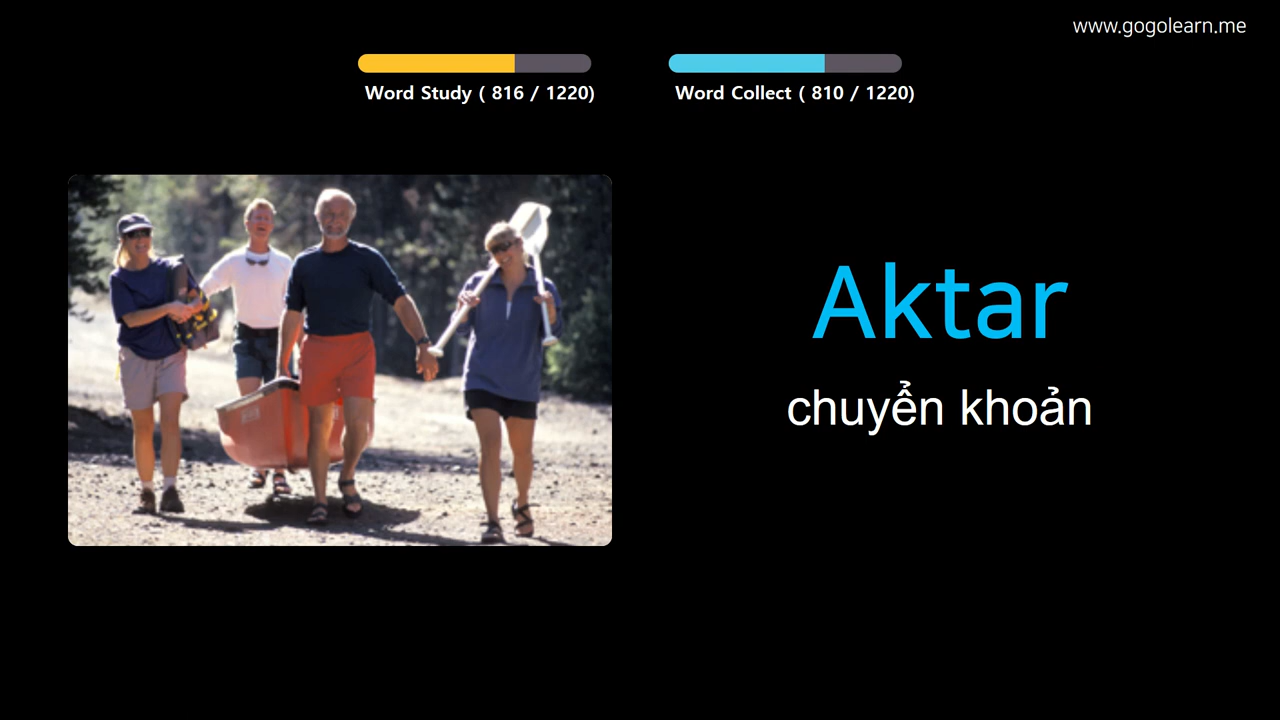 www.gogolearn.me
Word Study ( 816 / 1220)
Word Collect ( 810 / 1220)
Aktar
chuyển khoản